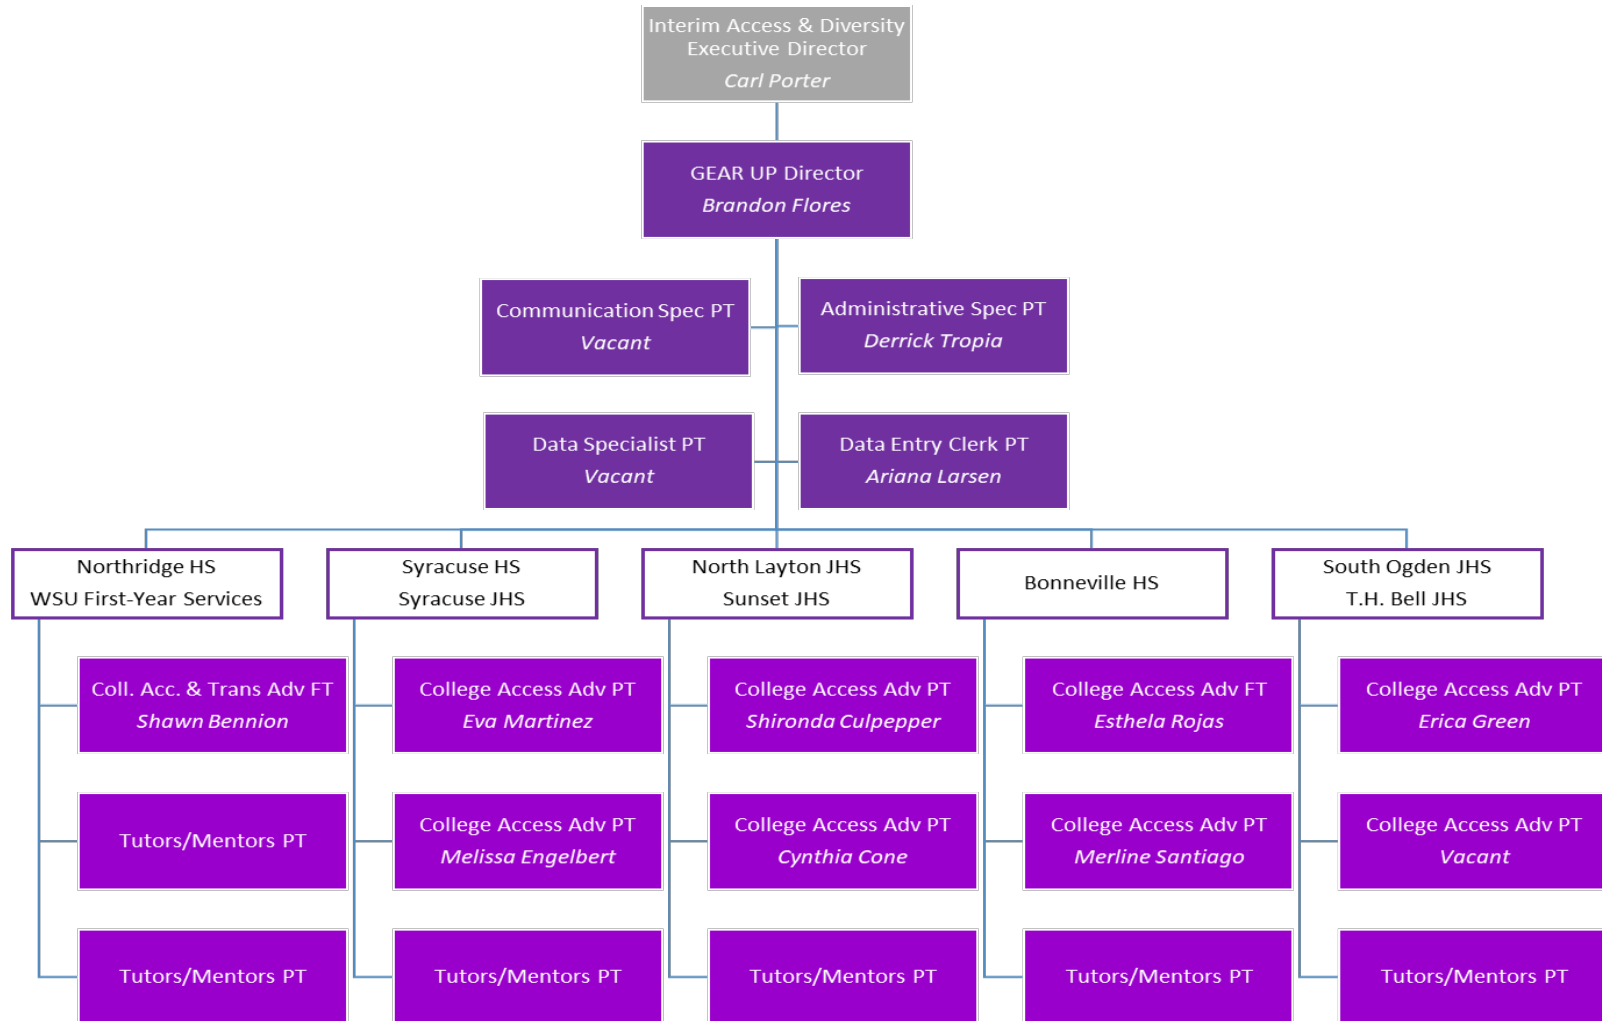 Interim Access & Diversity
Executive Director
Carl Porter
GEAR UP Director
Brandon Flores
Communication Spec PT
Vacant
Administrative Spec PT
Derrick Tropia
Data Specialist PT
Vacant
Data Entry Clerk PT
Ariana Larsen
Northridge HS
WSU First-Year Services
Syracuse HS
Syracuse JHS
North Layton JHS
Sunset JHS
Bonneville HS
South Ogden JHS
T.H. Bell JHS
Coll. Acc. & Trans Adv FT
Shawn Bennion
College Access Adv PT
Eva Martinez
College Access Adv PT
Shironda Culpepper
College Access Adv FT
Esthela Rojas
College Access Adv PT
Erica Green
Tutors/Mentors PT
College Access Adv PT
Melissa Engelbert
College Access Adv PT
Cynthia Cone
College Access Adv PT
Merline Santiago
College Access Adv PT
Vacant
Tutors/Mentors PT
Tutors/Mentors PT
Tutors/Mentors PT
Tutors/Mentors PT
Tutors/Mentors PT